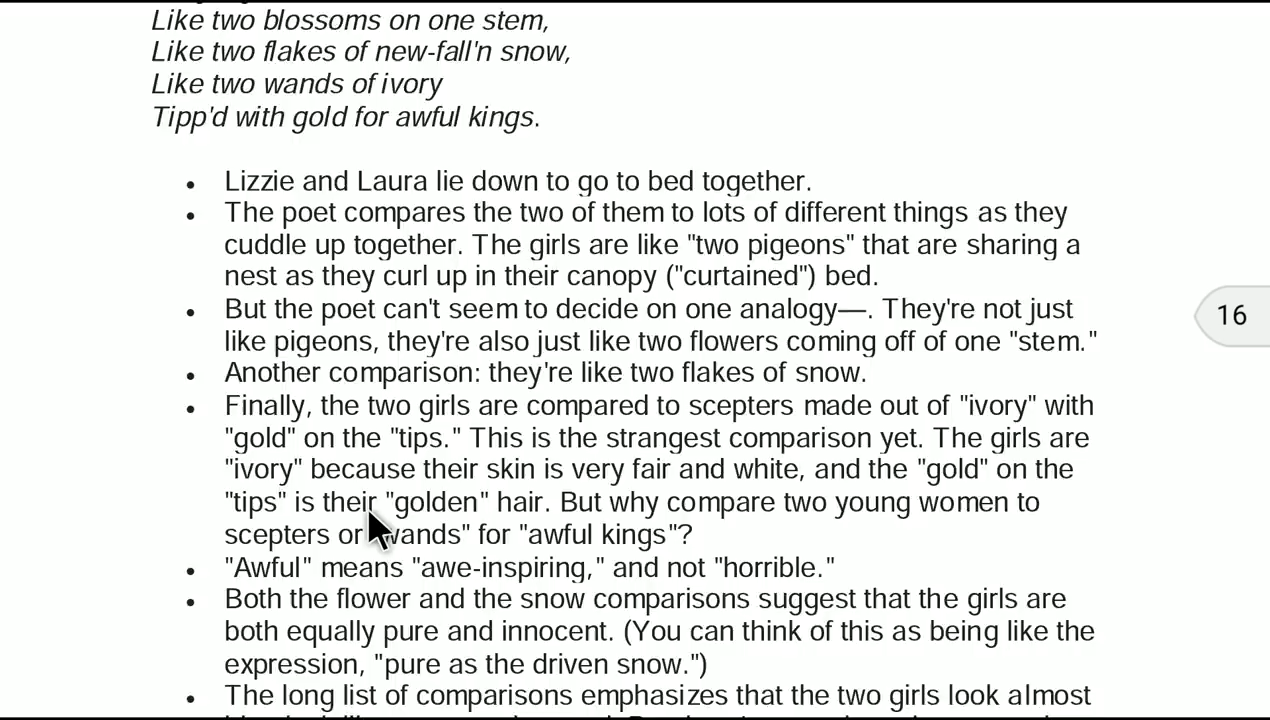 Like two blossoms on one stem,
Like two flakes of new-fall'n snow,
Like two wands of ivory
Tipp'd with gold for awful kings.
• Lizzie and Laura lie down to go to bed together.
• The poet compares the two of them to lots of different things as they
cuddle up together. The girls are like "two pigeons" that are sharing a
nest as they curl up in their canopy ("curtained") bed.
• But the poet can't seem to decide on one analogy—. They're not just
like pigeons, they're also just like two flowers coming off of one "stem."
• Another comparison: they're like two flakes of snow.
• Finally, the two girls are compared to scepters made out of "ivory" with
"gold" on the "tips." This is the strangest comparison yet. The girls are
"ivory" because their skin is very fair and white, and the "gold" on the
"tips" is their "golden" hair. But why compare two young women to
scepters or "wands" for "awful kings"?
• "Awful" means "awe-inspiring," and not "horrible."
• Both the flower and the snow comparisons suggest that the girls are
both equally pure and innocent. (You can think of this as being like the
expression, "pure as the driven snow.")
• The long list of comparisons emphasizes that the two girls look almost
16